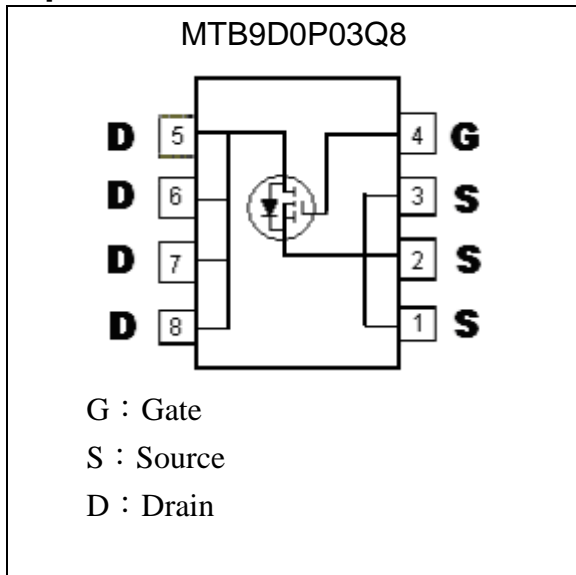 MTB9D0P03Q8
D 5 4 G
D 6 3 S
D 7 2 S
D 8 1 S
G：Gate
S：Source
D：Drain